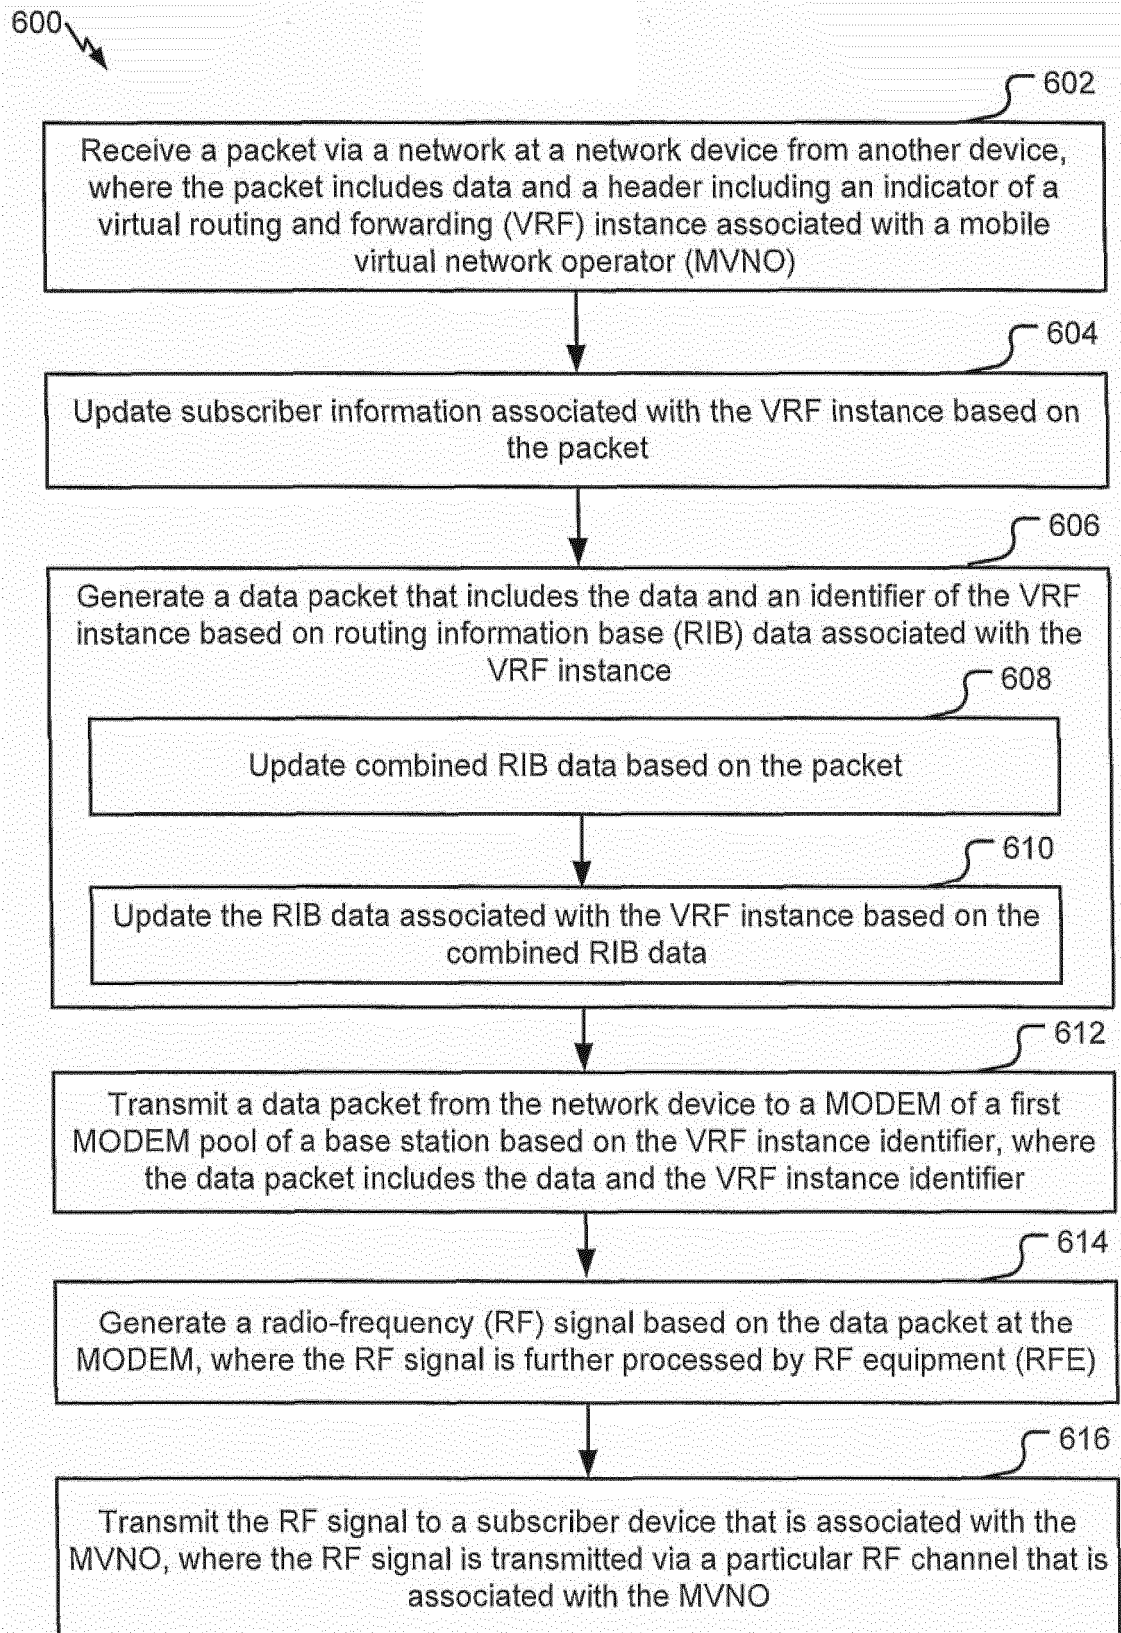 600
602
Receive a packet via a network at a network device from another device,
where the packet includes data and a header including an indicator of a
virtual routing and forwarding (VRF) instance associated with a mobile
virtual network operator (MVNO)
604
Update subscriber information associated with the VRF instance based on
the packet
606
Generate a data packet that includes the data and an identifier of the VRF
instance based on routing information base (RIB) data associated with the
VRF instance
608
Update combined RIB data based on the packet
610
Update the RIB data associated with the VRF instance based on the
combined RIB data
612
Transmit a data packet from the network device to a MODEM of a first
MODEM pool of a base station based on the VRF instance identifier, where
the data packet includes the data and the VRF instance identifier
614
Generate a radio-frequency (RF) signal based on the data packet at the
MODEM, where the RF signal is further processed by RF equipment (RFE)
616
Transmit the RF signal to a subscriber device that is associated with the
MVNO, where the RF signal is transmitted via a particular RF channel that is
associated with the MVNO